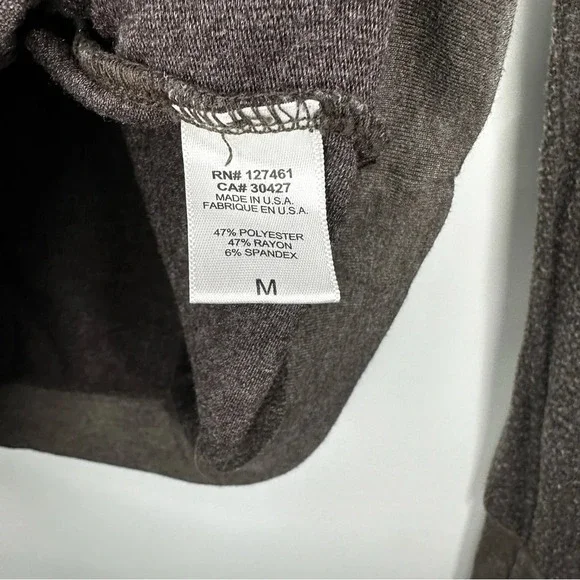 RN# 127461
CA# 30427
MADE IN U.S.A.
FABRIQUE EN U.S.A.
47% POLYESTER
47% RAYON
6% SPANDEX
M